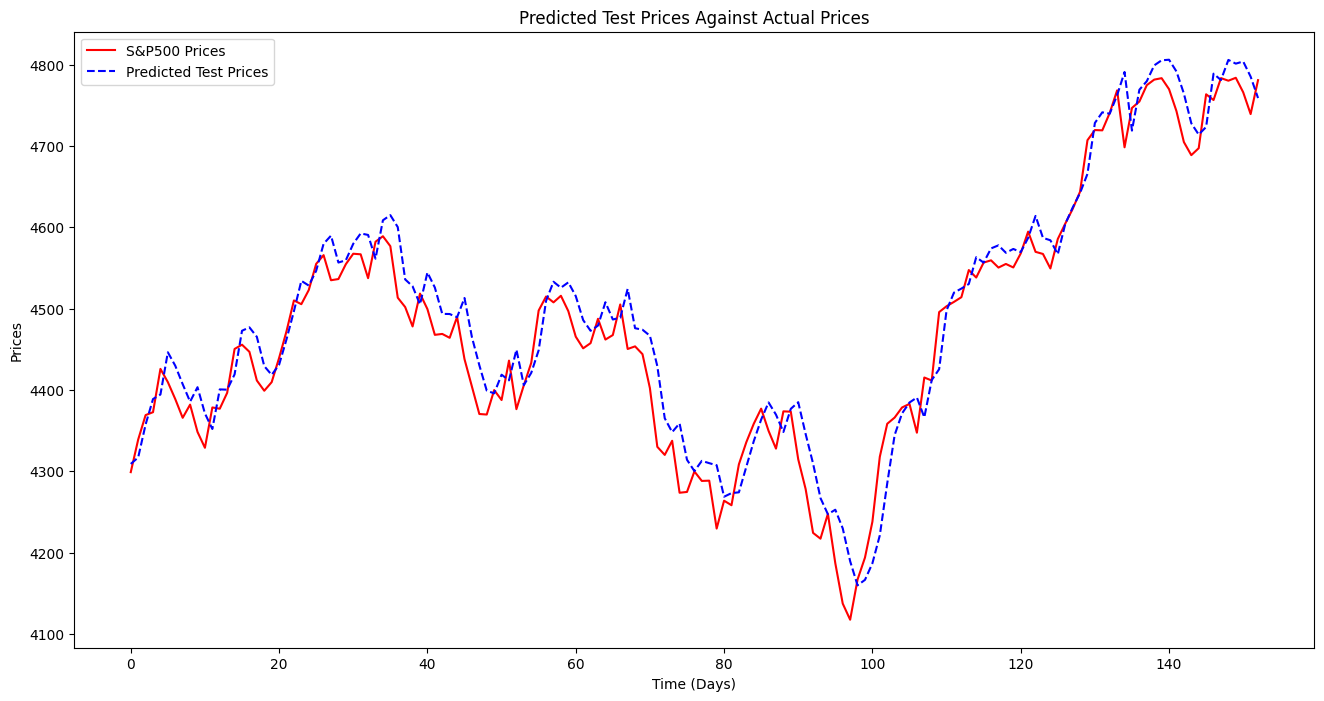 Predicted Test Prices Against Actual Prices
S&P500 Prices
Predicted Test Prices
4800
4700
4600
4500
4400
4300
4200
4100
Prices
0 20 40 60 80 100 120 140
Time (Days)